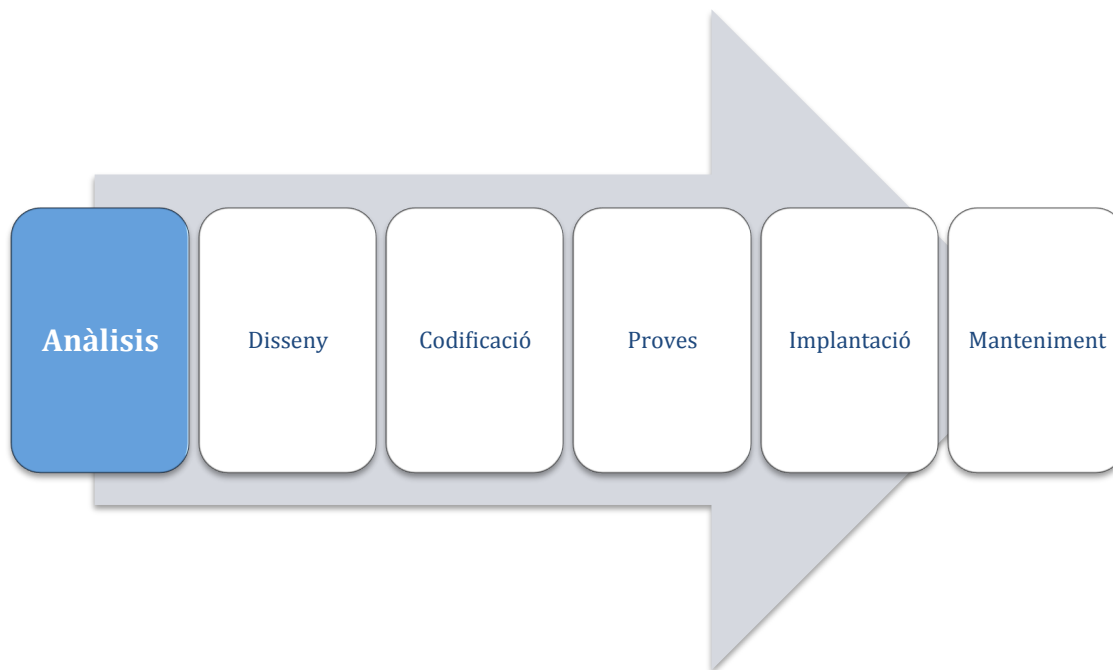 Anàlisis
Disseny
Codificació
Proves
Implantació
Manteniment